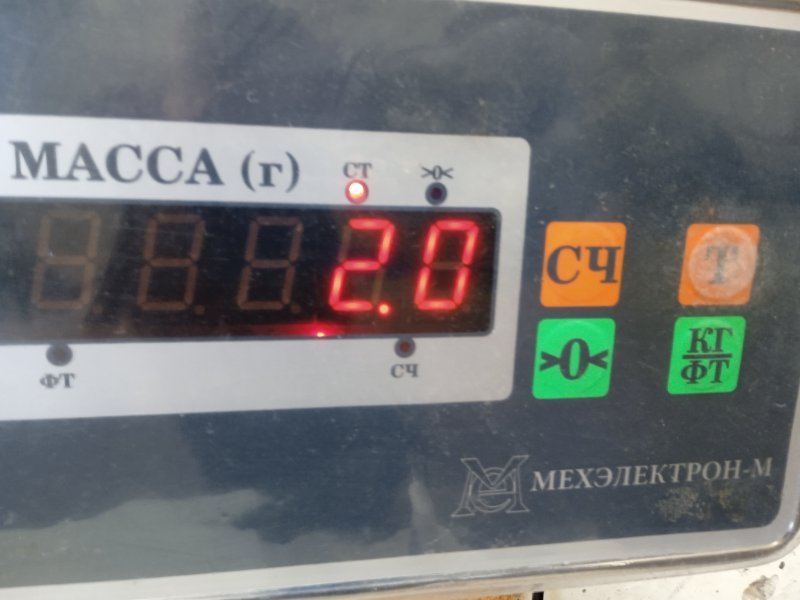 МАССА (г)
СТ
>0<
2.0
ФТ
СЧ
СЧ
Т
>0<
КГ
ФТ
МЕХЭЛЕКТРОН-М